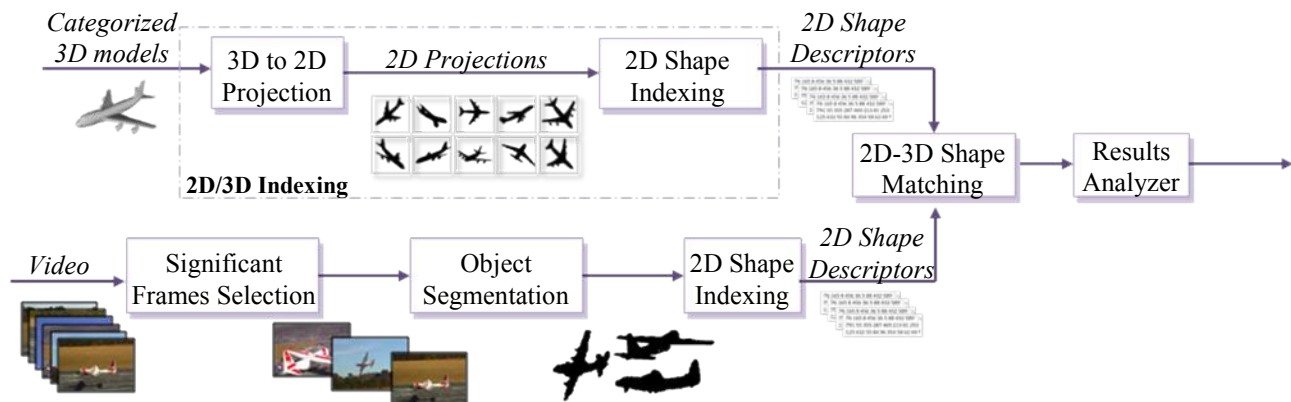 Categorized
3D models
3D to 2D
Projection
2D Projections
2D Shape
Indexing
2D Shape
Descriptors
2D/3D Indexing
2D-3D Shape
Matching
Results
Analyzer
Video
Significant
Frames Selection
Object
Segmentation
2D Shape
Indexing
2D Shape
Descriptors